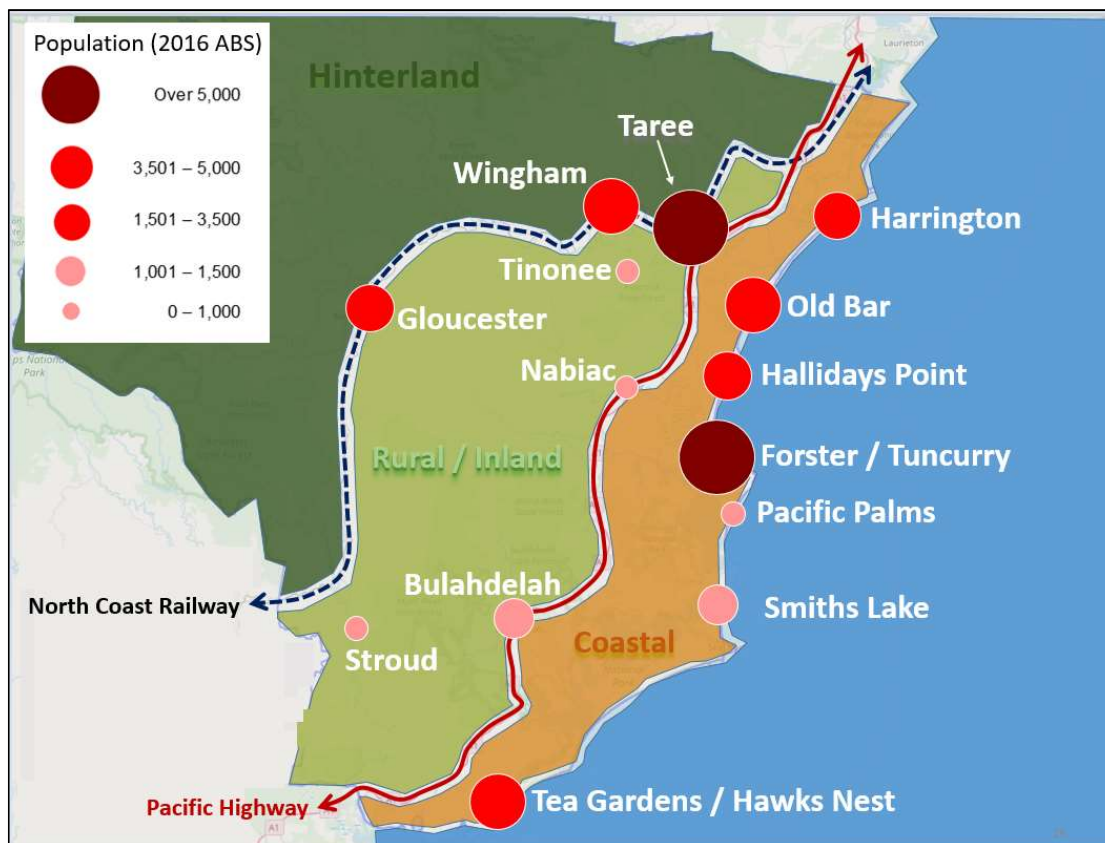 Population (2016 ABS)
Over 5,000
3,501 – 5,000
1,501 – 3,500
1,001 – 1,500
0 – 1,000
Hinterland
Laurieton
Taree
Wingham
Harrington
Tinonee
Old Bar
Gloucester
Nabiac
Hallidays Point
Rural / Inland
Forster / Tuncurry
Pacific Palms
Bulahdelah
North Coast Railway
Smiths Lake
Stroud
Coastal
Pacific Highway
Tea Gardens / Hawks Nest
A1